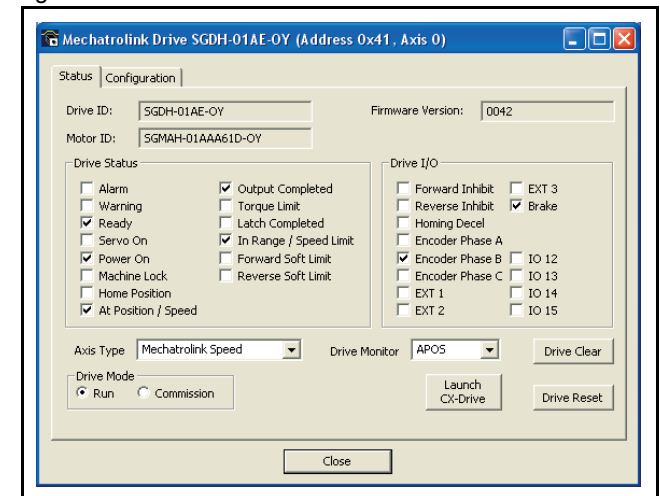 Mechatrolink Drive SGDH-01AE-OY (Address 0x41, Axis 0)
Status Configuration
Drive ID: SGDH-01AE-OY Firmware Version: 0042
Motor ID: SGMAH-01AAA61D-OY
Drive Status Drive I/O
Alarm Output Completed Forward Inhibit EXT 3
Warning Torque Limit Reverse Inhibit Brake
Ready Latch Completed Homing Decel
Servo On In Range / Speed Limit Encoder Phase A
Power On Forward Soft Limit Encoder Phase B IO 12
Machine Lock Reverse Soft Limit Encoder Phase C IO 13
Home Position EXT 1 IO 14
At Position / Speed EXT 2 IO 15
Axis Type Mechatrolink Speed Drive Monitor APOS Drive Clear
Drive Mode
Run Commission Launch CX-Drive Drive Reset
Close